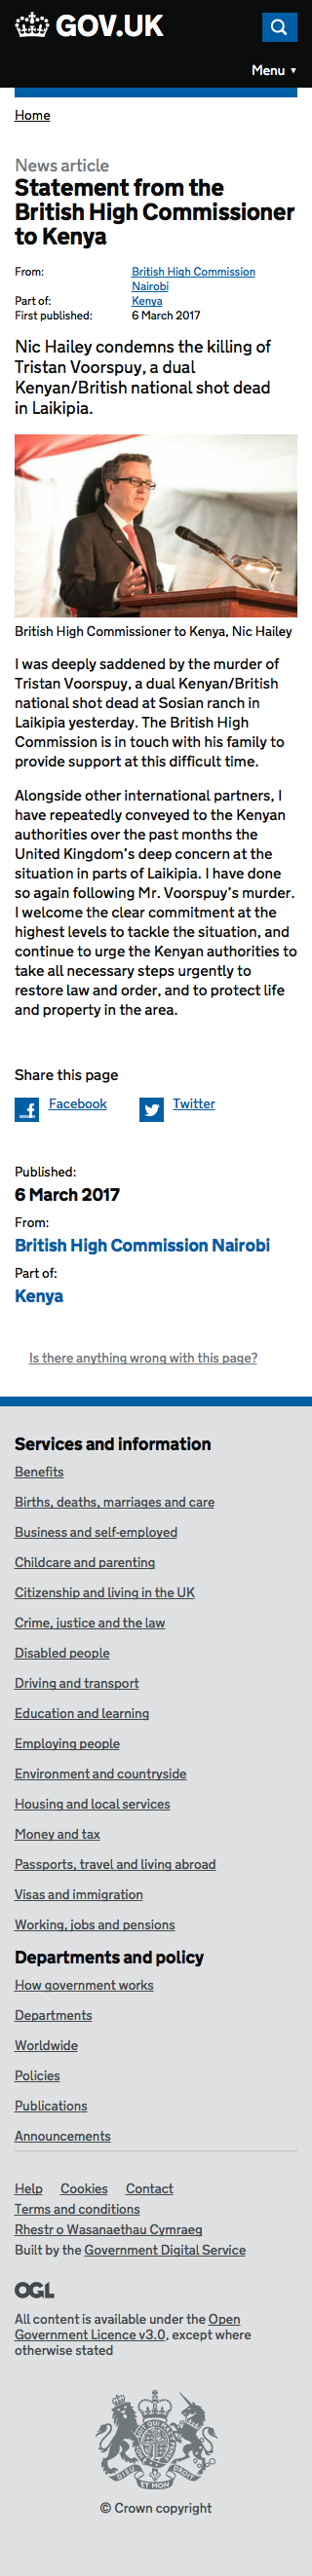 GOV.UK
Menu ▼
Home
News article
Statement from the
British High Commissioner
to Kenya
From: British High Commission
Nairobi
Part of: Kenya
First published: 6 March 2017
Nic Hailey condemns the killing of
Tristan Voorspuy, a dual
Kenyan/British national shot dead
in Laikipia.
British High Commissioner to Kenya, Nic Hailey
I was deeply saddened by the murder of
Tristan Voorspuy, a dual Kenyan/British
national shot dead at Sosian ranch in
Laikipia yesterday. The British High
Commission is in touch with his family to
provide support at this difficult time.
Alongside other international partners, I
have repeatedly conveyed to the Kenyan
authorities over the past months the
United Kingdom's deep concern at the
situation in parts of Laikipia. I have done
so again following Mr. Voorspuy's murder.
I welcome the clear commitment at the
highest levels to tackle the situation, and
continue to urge the Kenyan authorities to
take all necessary steps urgently to
restore law and order, and to protect life
and property in the area.
Share this page
Facebook Twitter
Published:
6 March 2017
From:
British High Commission Nairobi
Part of:
Kenya
Is there anything wrong with this page?
Services and information
Benefits
Births, deaths, marriages and care
Business and self-employed
Childcare and parenting
Citizenship and living in the UK
Crime, justice and the law
Disabled people
Driving and transport
Education and learning
Employing people
Environment and countryside
Housing and local services
Money and tax
Passports, travel and living abroad
Visas and immigration
Working, jobs and pensions
Departments and policy
How government works
Departments
Worldwide
Policies
Publications
Announcements
Help Cookies Contact
Terms and conditions
Rhestr o Wasanaethau Cymraeg
Built by the Government Digital Service
OGL
All content is available under the Open
Government Licence v3.0, except where
otherwise stated
DIEU ET MON DROIT
© Crown copyright